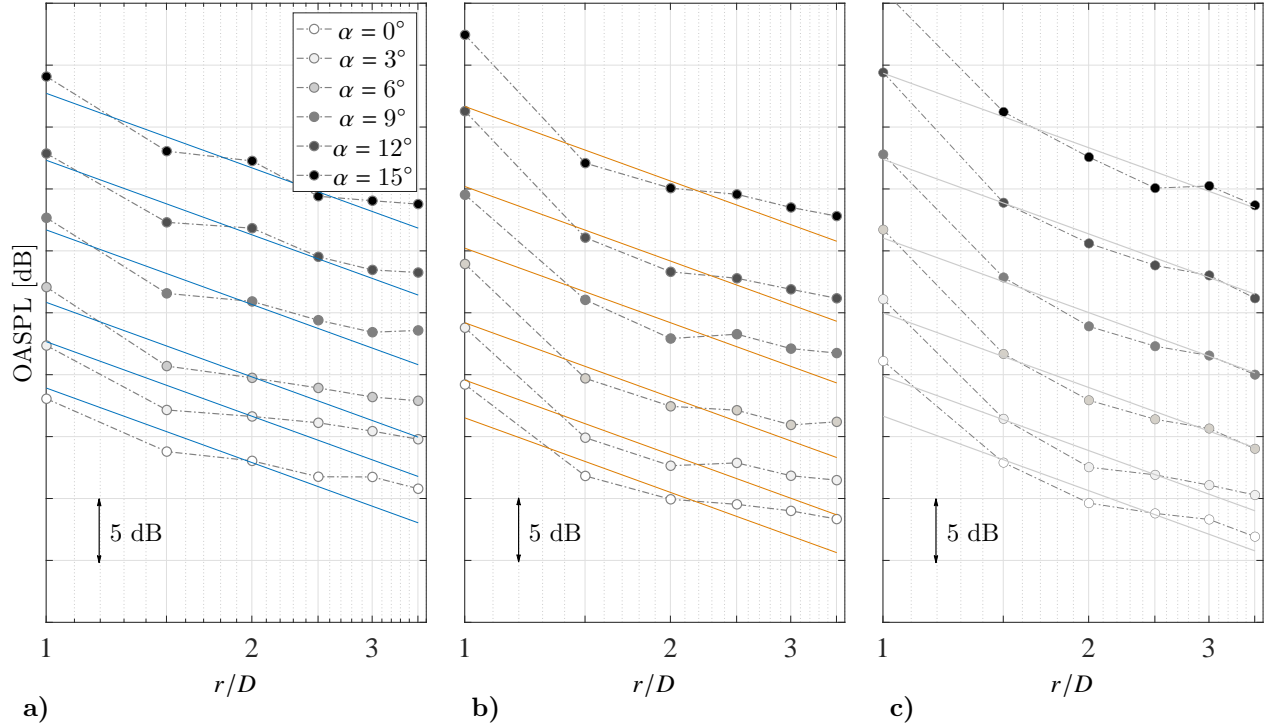 α = 0°
α = 3°
α = 6°
α = 9°
α = 12°
α = 15°
OASPL [dB]
5 dB
5 dB
5 dB
1 2 3
1 2 3
1 2 3
r/D
r/D
r/D
a)
b)
c)